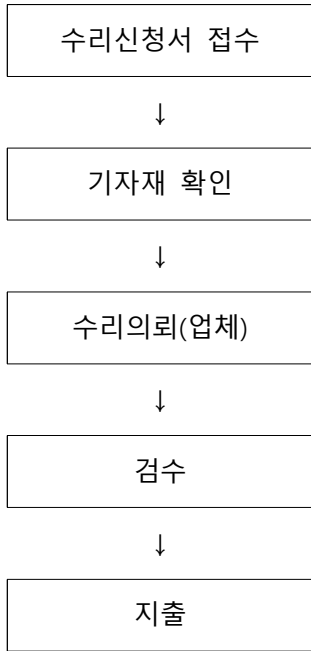 수리신청서 접수
↓
기자재 확인
↓
수리의뢰(업체)
↓
검수
↓
지출